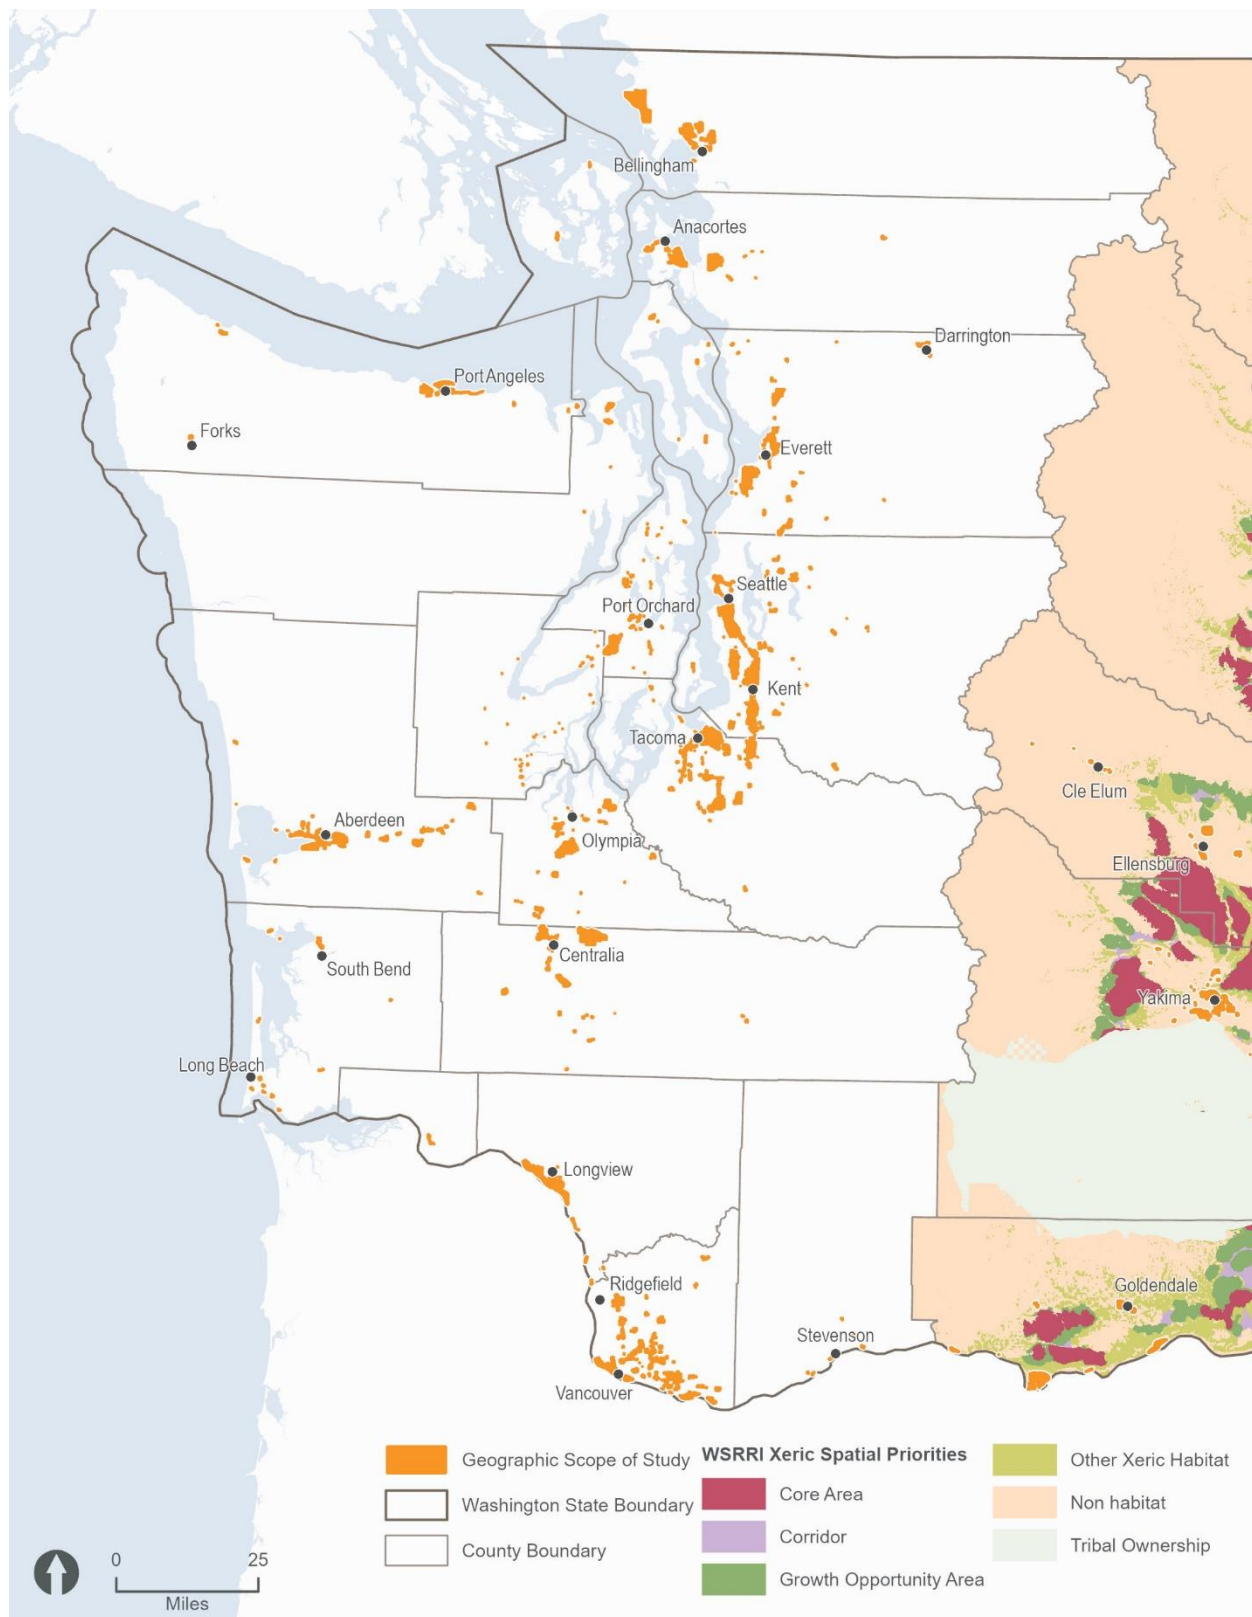 Bellingham
Anacortes
Darrington
Port Angeles
Forks
Everett
Seattle
Port Orchard
Kent
Tacoma
Cle Elum
Aberdeen
Olympia
Ellensburg
Centralia
South Bend
Yakima
Long Beach
Longview
Ridgefield
Goldendale
Stevenson
Vancouver
Geographic Scope of Study
Washington State Boundary
County Boundary
WSRRI Xeric Spatial Priorities
Core Area
Corridor
Growth Opportunity Area
Other Xeric Habitat
Non habitat
Tribal Ownership
0 25
Miles